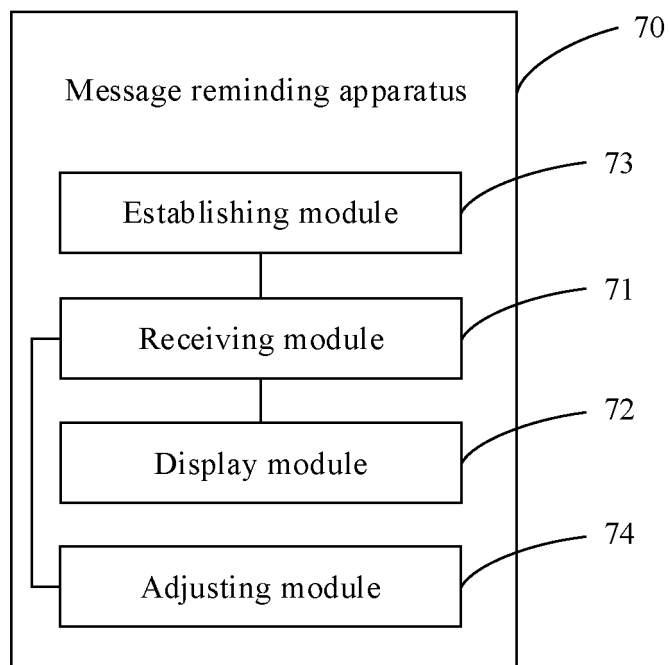 70
Message reminding apparatus
73
Establishing module
71
Receiving module
72
Display module
74
Adjusting module